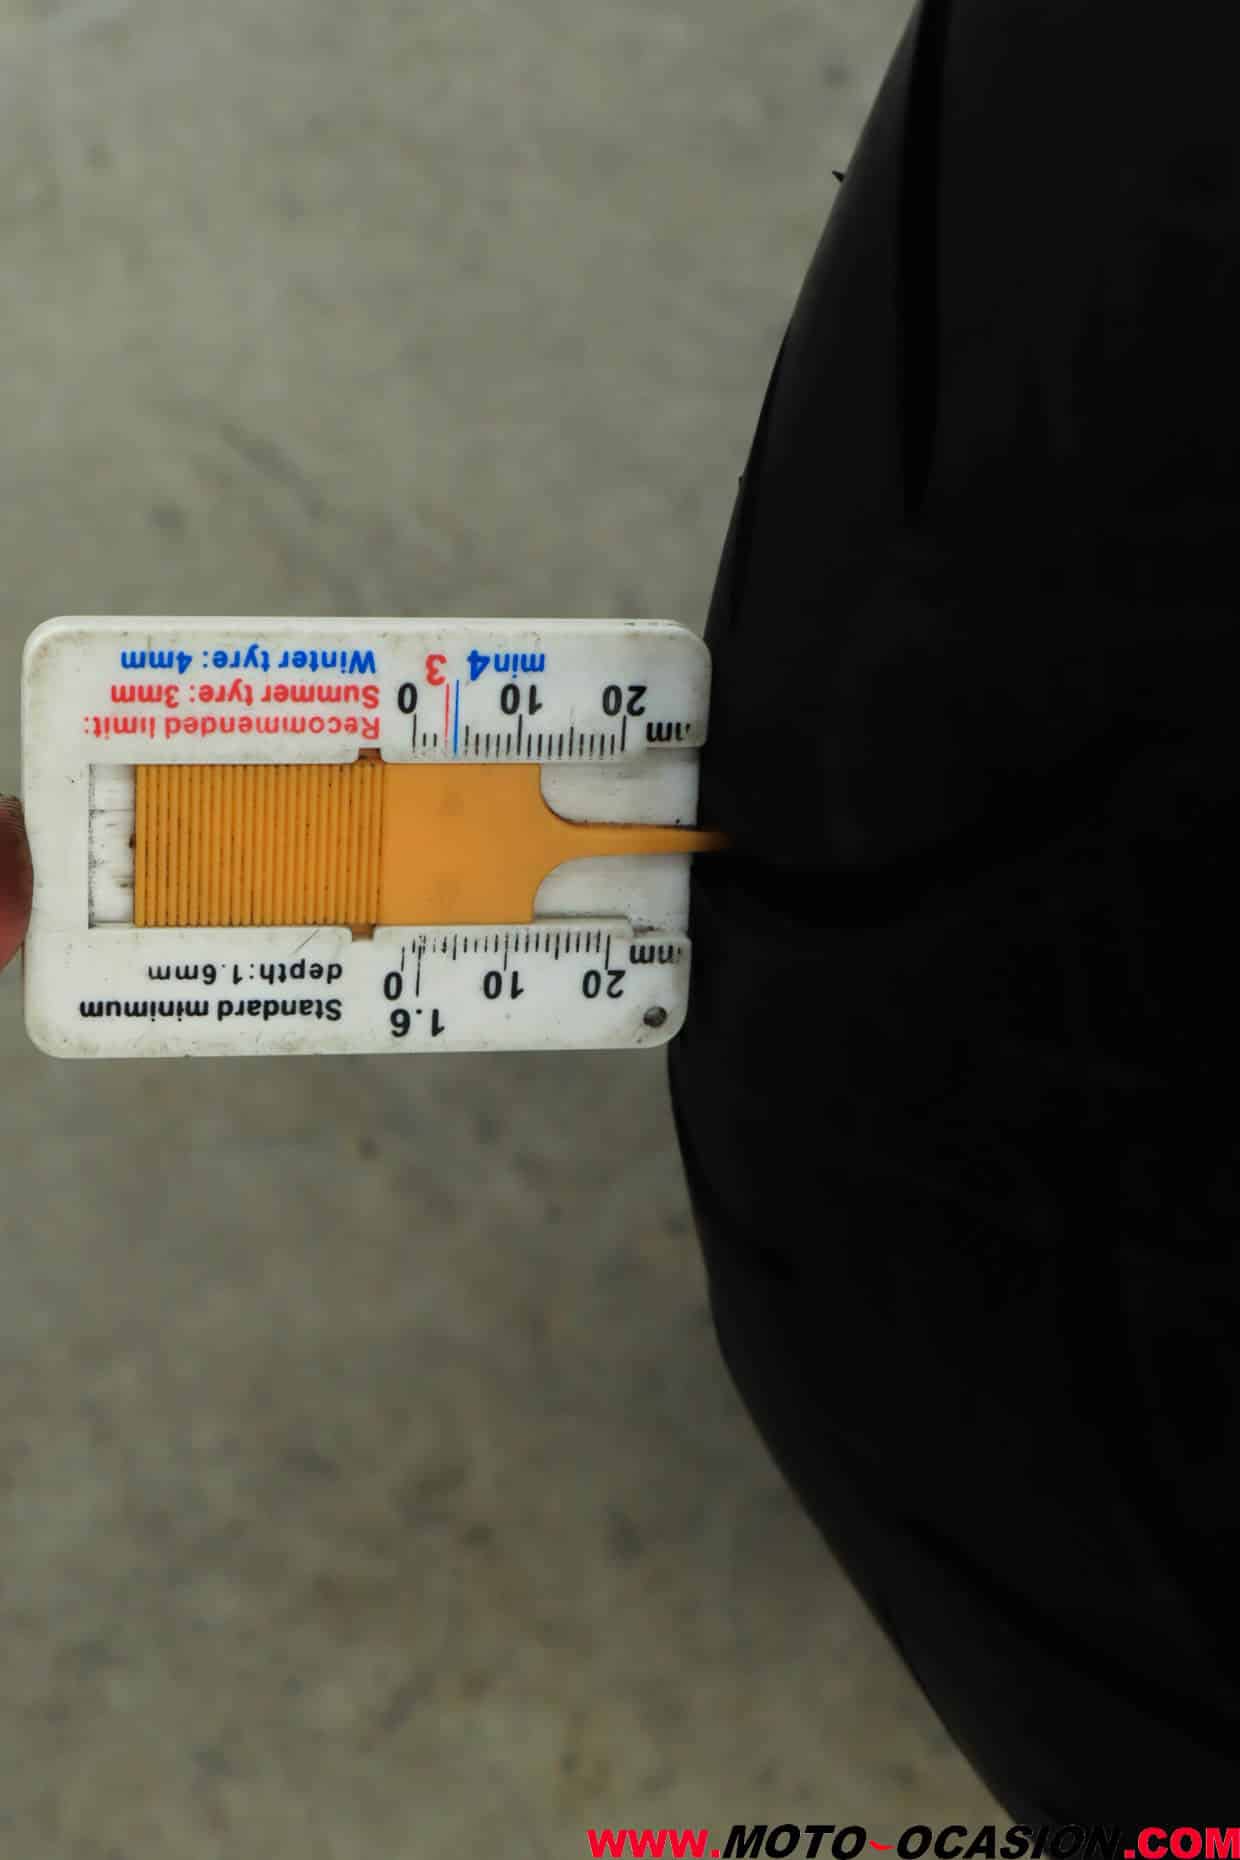 Standard minimum
depth:1.6mm
1.6
0 10 20
mm
Recommended limit:
Summer tyre: 3mm
Winter tyre: 4mm
0 10 20
mm
3 min4
www.MOTO-OCASION.COM